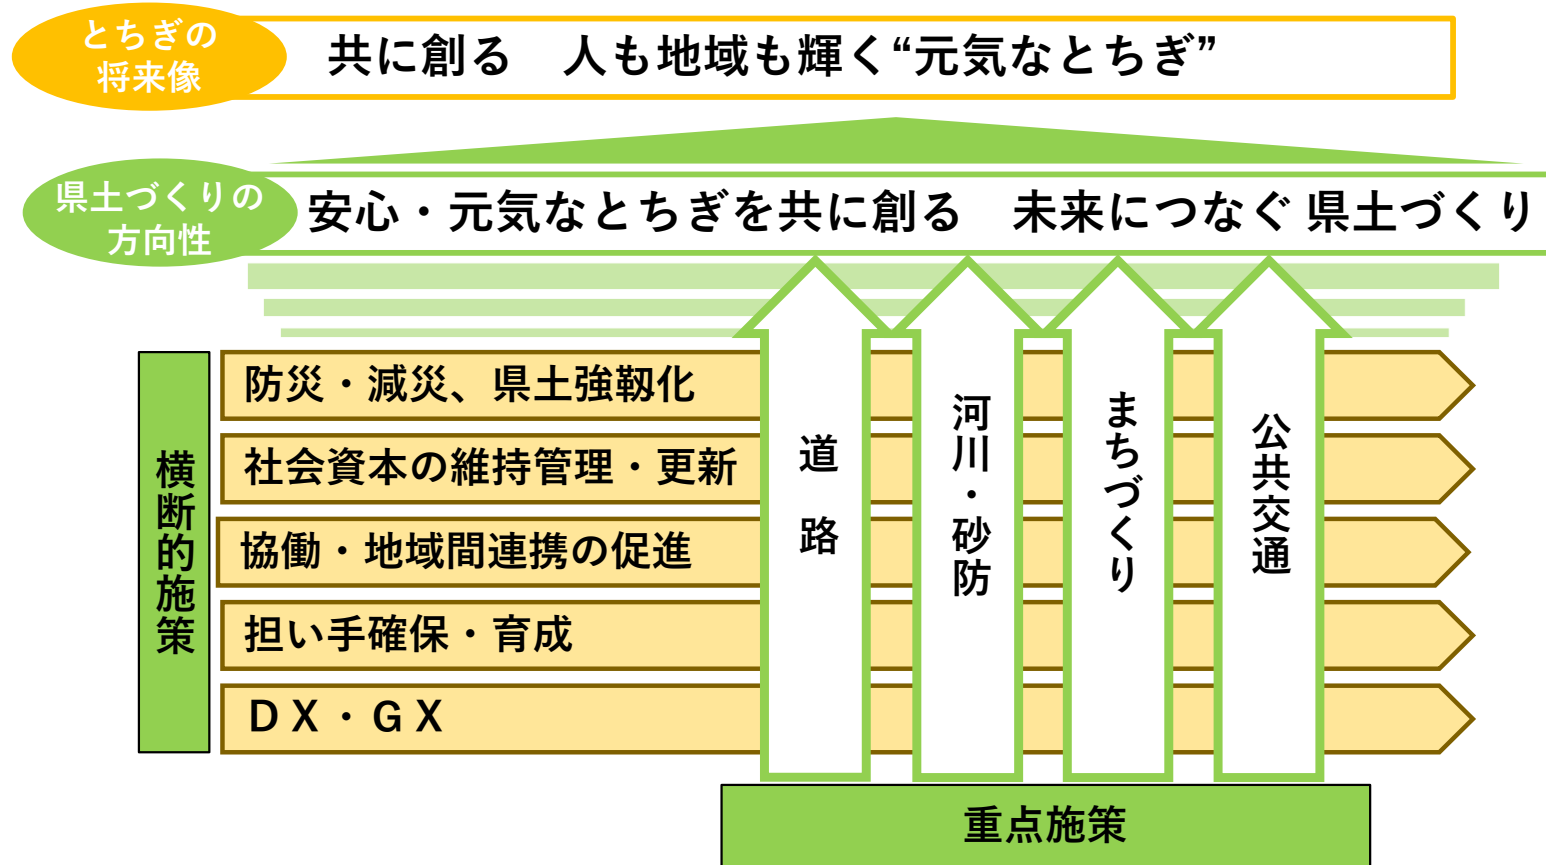 とちぎの
将来像
共に創る　人も地域も輝く“元気なとちぎ”
県土づくりの
方向性
安心・元気なとちぎを共に創る　未来につなぐ 県土づくり
横断的施策
防災・減災、県土強靱化
社会資本の維持管理・更新
協働・地域間連携の促進
担い手確保・育成
ＤＸ・ＧＸ
道　路
河川・砂防
まちづくり
公共交通
重点施策